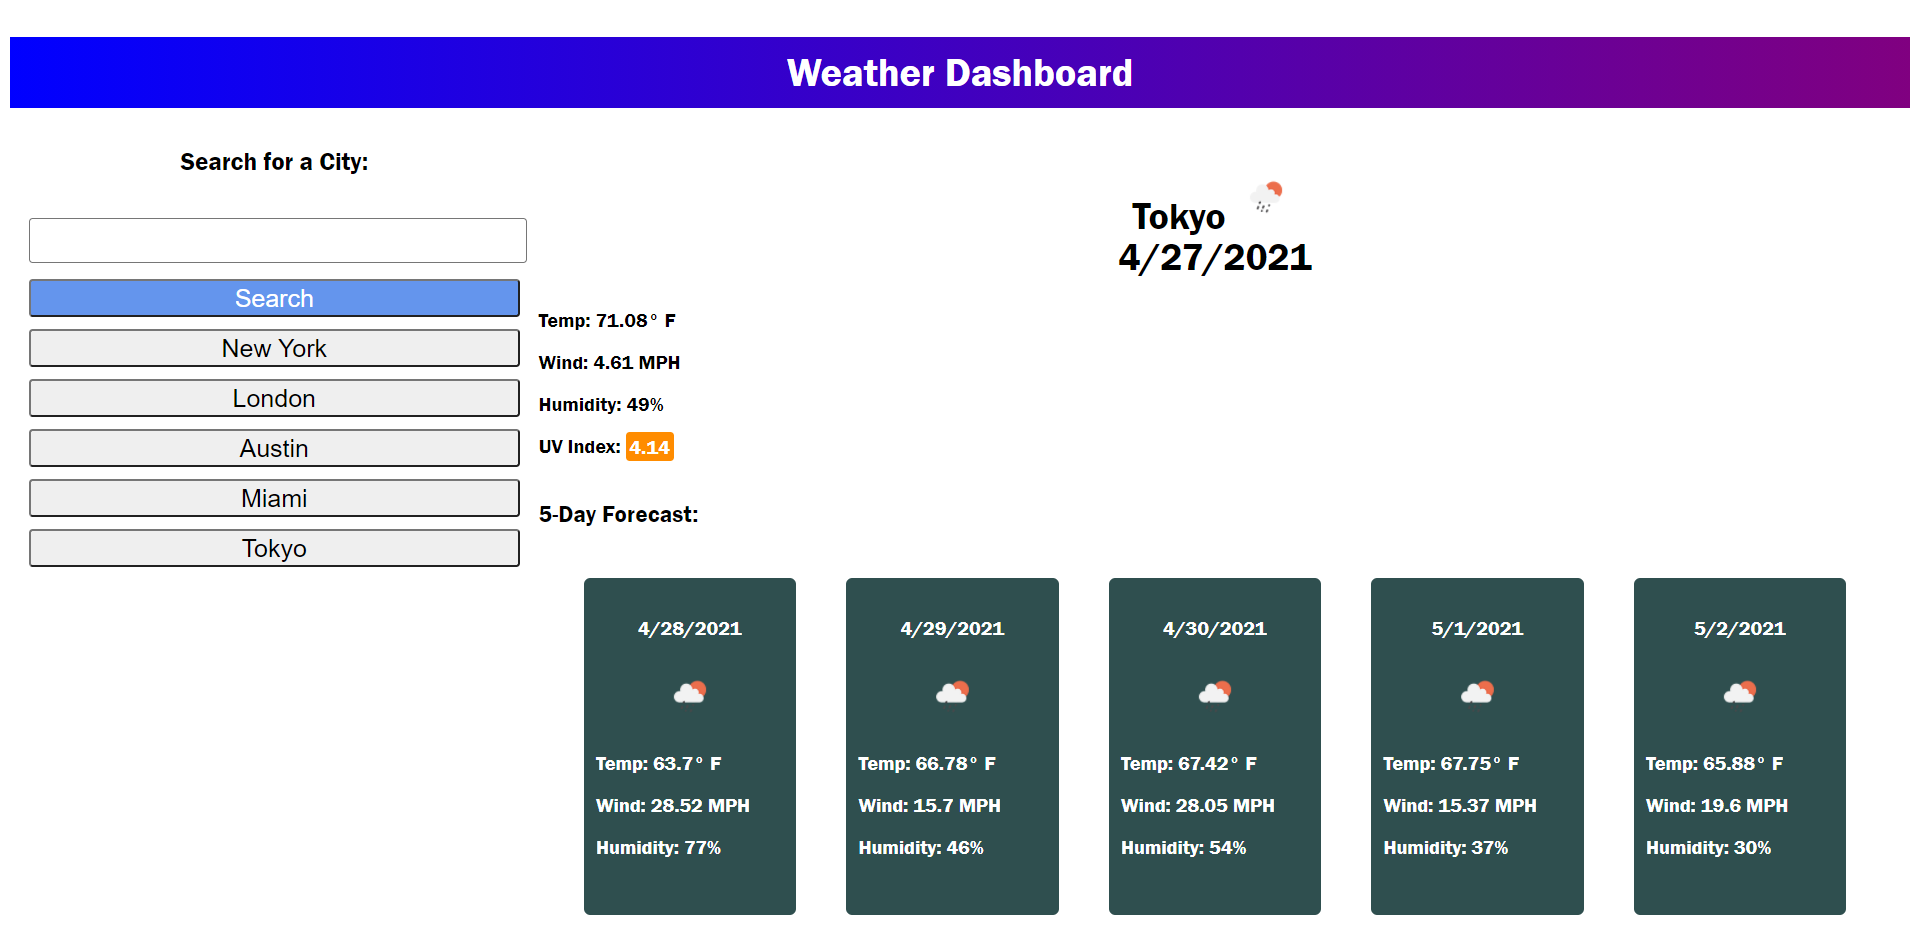 Weather Dashboard
Search for a City:
Search
New York
London
Austin
Miami
Tokyo
Tokyo
4/27/2021
Temp: 71.08° F
Wind: 4.61 MPH
Humidity: 49%
UV Index: 4.14
5-Day Forecast:
4/28/2021
Temp: 63.7° F
Wind: 28.52 MPH
Humidity: 77%
4/29/2021
Temp: 66.78° F
Wind: 15.7 MPH
Humidity: 46%
4/30/2021
Temp: 67.42° F
Wind: 28.05 MPH
Humidity: 54%
5/1/2021
Temp: 67.75° F
Wind: 15.37 MPH
Humidity: 37%
5/2/2021
Temp: 65.88° F
Wind: 19.6 MPH
Humidity: 30%